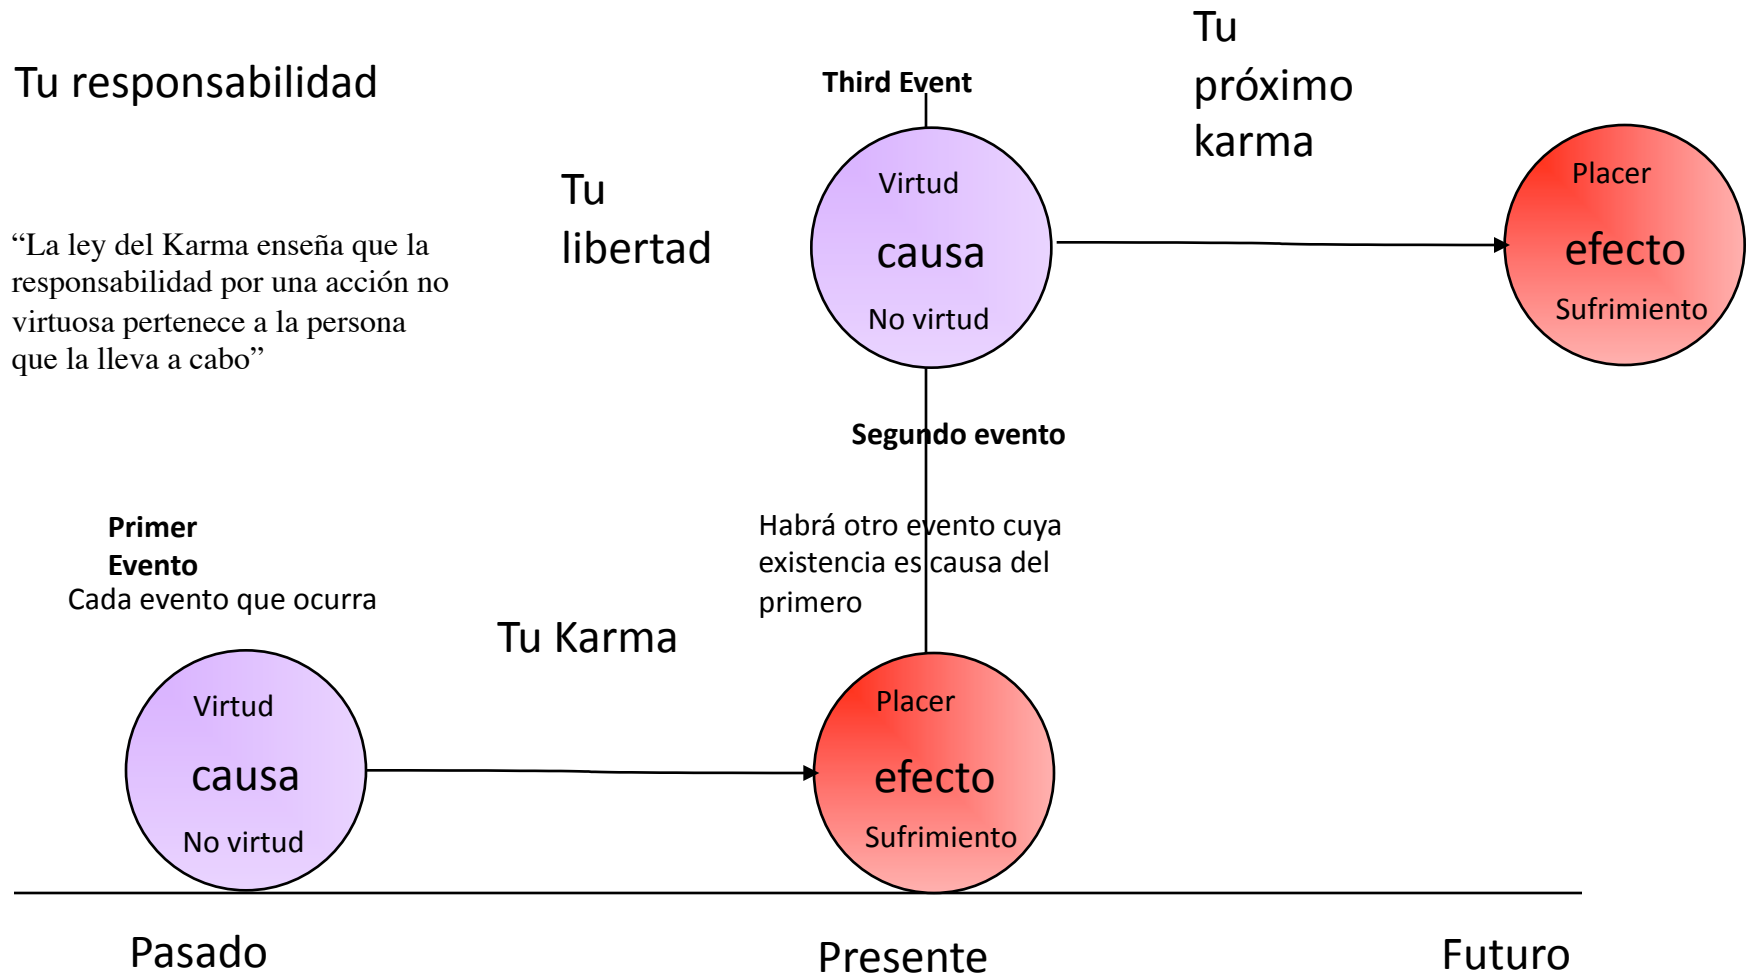 Tu responsabilidad
“La ley del Karma enseña que la
responsabilidad por una acción no
virtuosa pertenece a la persona
que la lleva a cabo”
Tu
libertad
Third Event
Virtud
causa
No virtud
Tu
próximo
karma
Placer
efecto
Sufrimiento
Segundo evento
Habrá otro evento cuya
existencia es causa del
primero
Primer
Evento
Cada evento que ocurra
Tu Karma
Virtud
causa
No virtud
Placer
efecto
Sufrimiento
Pasado
Presente
Futuro